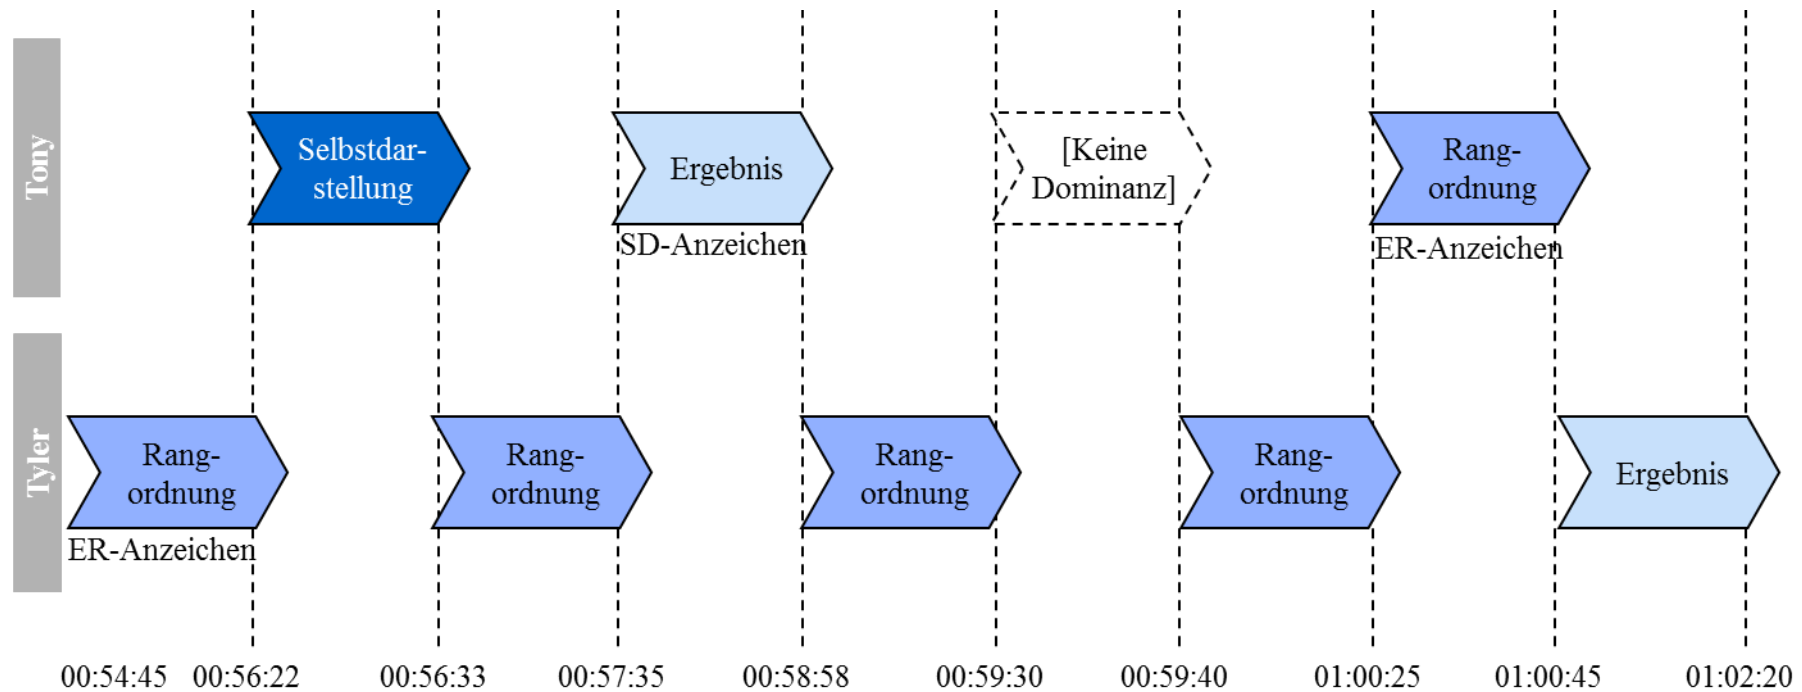 Tony
Selbstdar-
stellung
Ergebnis
SD-Anzeichen
[Keine
Dominanz]
Rang-
ordnung
ER-Anzeichen
Tyler
Rang-
ordnung
ER-Anzeichen
Rang-
ordnung
Rang-
ordnung
Rang-
ordnung
Ergebnis
00:54:45 00:56:22 00:56:33 00:57:35 00:58:58 00:59:30 00:59:40 01:00:25 01:00:45 01:02:20